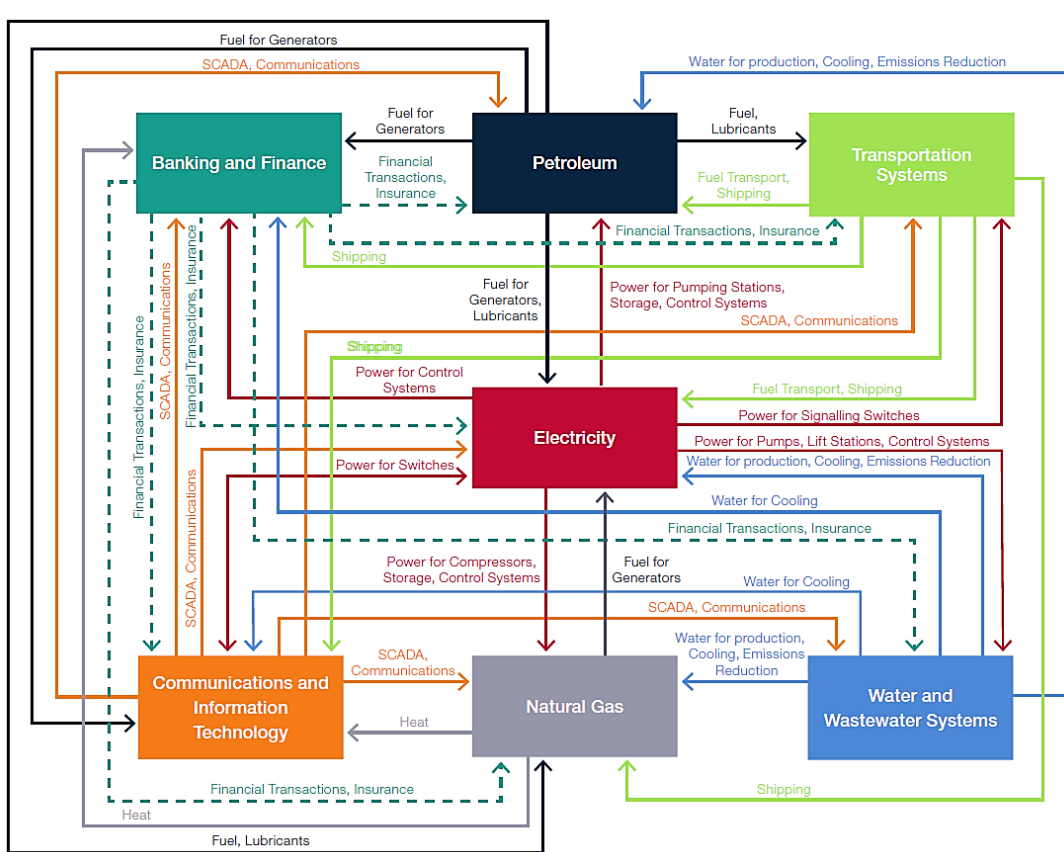 Fuel for Generators
SCADA, Communications
Water for production, Cooling, Emissions Reduction
Fuel for
Generators
Fuel,
Lubricants
Banking and Finance
Petroleum
Transportation
Systems
Financial
Transactions,
Insurance
Fuel Transport,
Shipping
Financial Transactions, Insurance
Shipping
Fuel for
Generators,
Lubricants
Power for Pumping Stations,
Storage, Control Systems
SCADA, Communications
Financial Transactions, Insurance
SCADA, Communications
Financial Transactions, Insurance
Shipping
Power for Control
Systems
Fuel Transport, Shipping
Power for Signalling Switches
Electricity
Power for Pumps, Lift Stations, Control Systems
Power for Switches
Water for production, Cooling, Emissions Reduction
SCADA, Communications
Water for Cooling
Financial Transactions, Insurance
Power for Compressors,
Storage, Control Systems
Fuel for
Generators
Water for Cooling
SCADA, Communications
SCADA,
Communications
Water for production,
Cooling, Emissions
Reduction
Communications and
Information
Technology
Natural Gas
Water and
Wastewater Systems
Heat
Financial Transactions, Insurance
Shipping
Heat
Fuel, Lubricants